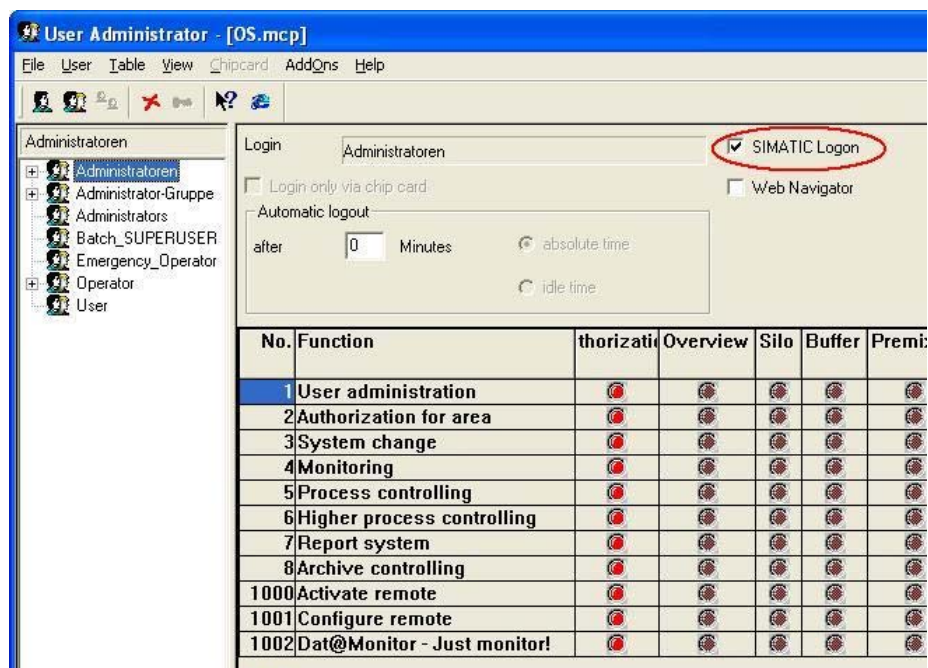 User Administrator - [OS.mcp]
File User Table View Chipcard AddOns Help
Administratoren
Administratoren
Administrator-Gruppe
Administrators
Batch_SUPERUSER
Emergency_Operator
Operator
User
Login Administratoren SIMATIC Logon
Login only via chip card Web Navigator
Automatic logout
after 0 Minutes absolute time
idle time
No. Function thorizatio Overview Silo Buffer Premix
1 User administration
2 Authorization for area
3 System change
4 Monitoring
5 Process controlling
6 Higher process controlling
7 Report system
8 Archive controlling
1000 Activate remote
1001 Configure remote
1002 Dat@Monitor - Just monitor!